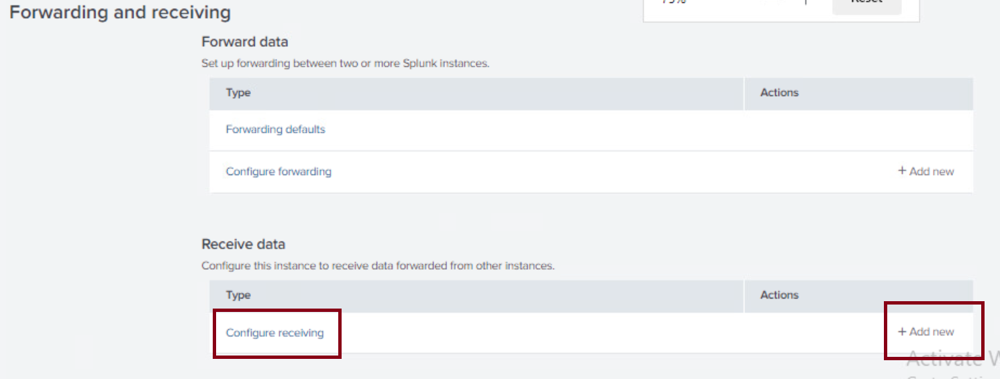 Reset
Forwarding and receiving
Forward data
Set up forwarding between two or more Splunk instances.
Type Actions
Forwarding defaults
Configure forwarding + Add new
Receive data
Configure this instance to receive data forwarded from other instances.
Type Actions
Configure receiving + Add new
Activate W